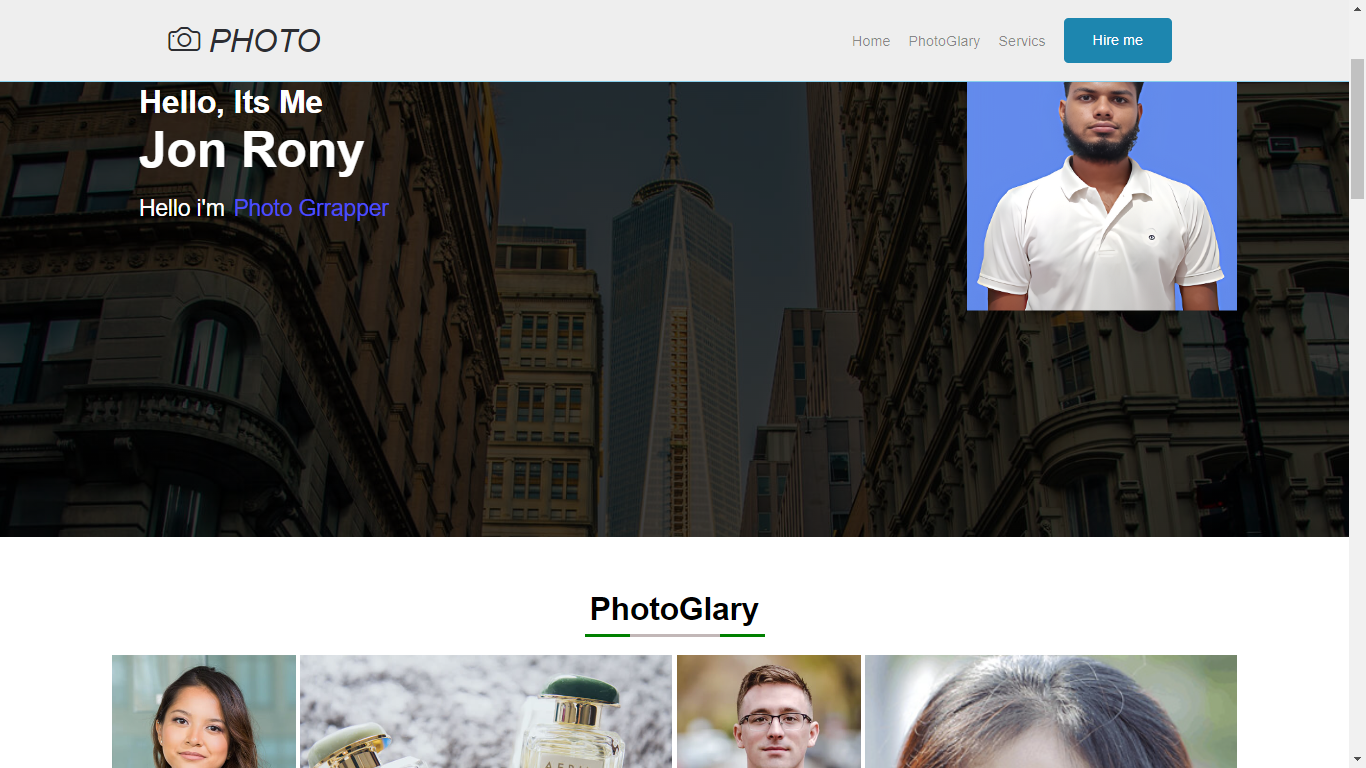 PHOTO
Home PhotoGlary Servics Hire me
Hello, Its Me
Jon Rony
Hello i'm Photo Grrapper
PhotoGlary